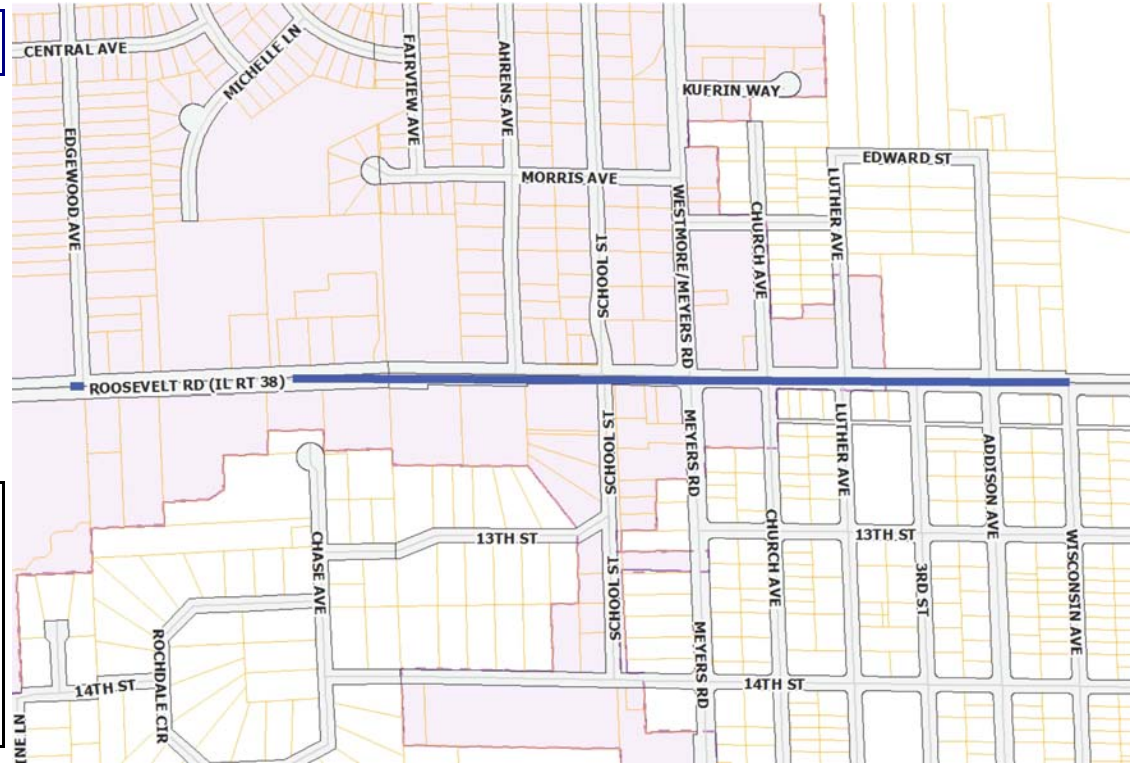 CENTRAL AVE
MICHELLE LN
FAIRVIEW AVE
AHRENS AVE
KUFRIN WAY
EDGEWOOD AVE
MORRIS AVE
EDWARD ST
LUTHER AVE
WESTMORE/MEYERS RD
CHURCH AVE
SCHOOL ST
ROOSEVELT RD (IL RT 38)
SCHOOL ST
MEYERS RD
LUTHER AVE
ADDISON AVE
CHASE AVE
13TH ST
CHURCH AVE
13TH ST
WISCONSIN AVE
SCHOOL ST
3RD ST
ROCHDALE CIR
MEYERS RD
14TH ST
14TH ST